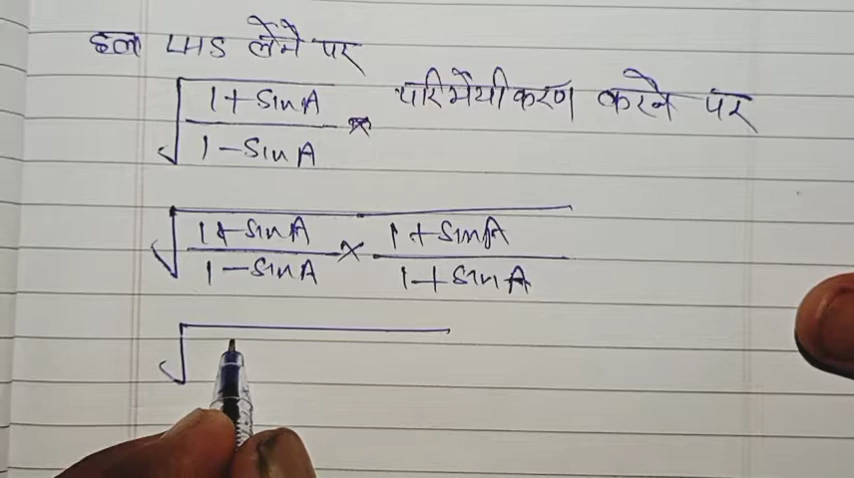 हल LHS लेने पर
√(1+SinA)/(1-SinA) × परिमेयीकरण करने पर
√(1+SinA)/(1-SinA) × (1+SinA)/(1+SinA)
√